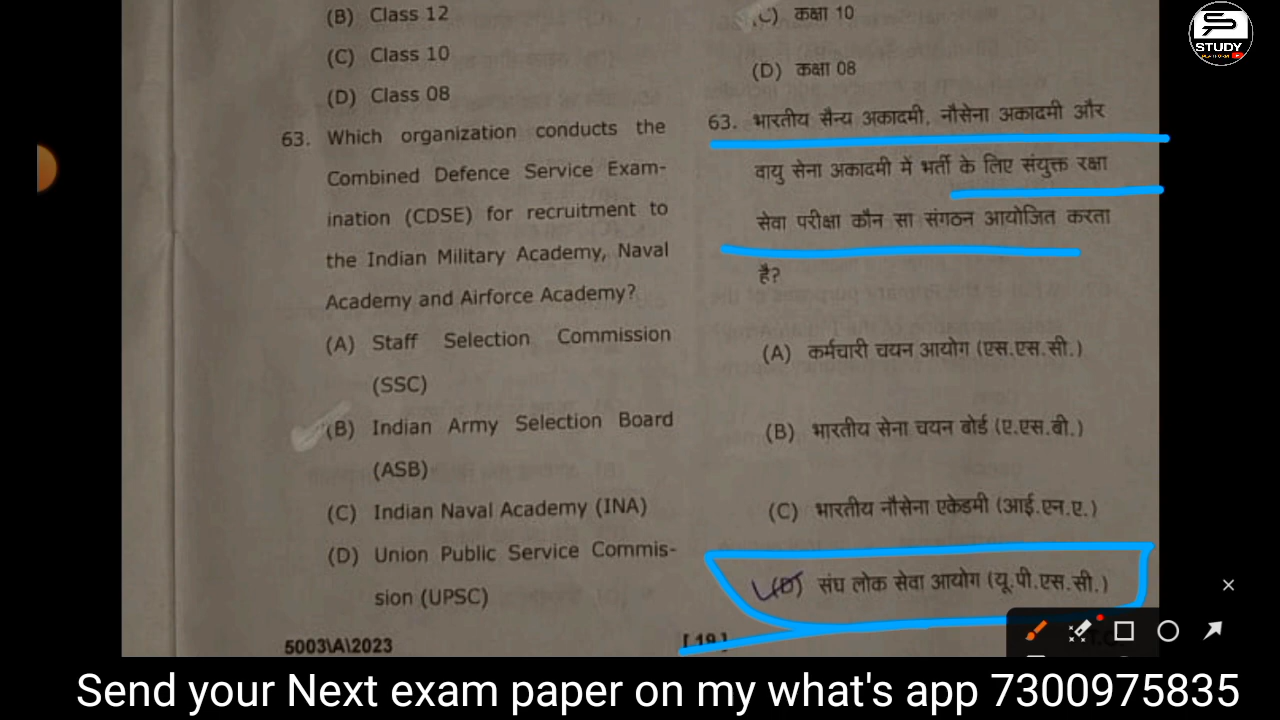 (B) Class 12
(C) Class 10
(D) Class 08
63. Which organization conducts the
Combined Defence Service Exam-
ination (CDSE) for recruitment to
the Indian Military Academy, Naval
Academy and Airforce Academy?
(A) Staff Selection Commission
(SSC)
(B) Indian Army Selection Board
(ASB)
(C) Indian Naval Academy (INA)
(D) Union Public Service Commis-
sion (UPSC)
5003\A\2023
(C) कक्षा 10
(D) कक्षा 08
63. भारतीय सैन्य अकादमी, नौसेना अकादमी और
वायु सेना अकादमी में भर्ती के लिए संयुक्त रक्षा
सेवा परीक्षा कौन सा संगठन आयोजित करता
है?
(A) कर्मचारी चयन आयोग (एस.एस.सी.)
(B) भारतीय सेना चयन बोर्ड (ए.एस.बी.)
(C) भारतीय नौसेना एकेडमी (आई.एन.ए.)
(D) संघ लोक सेवा आयोग (यू.पी.एस.सी.)
[ 19 ]
STUDY
PLATFORM
Send your Next exam paper on my what's app 7300975835